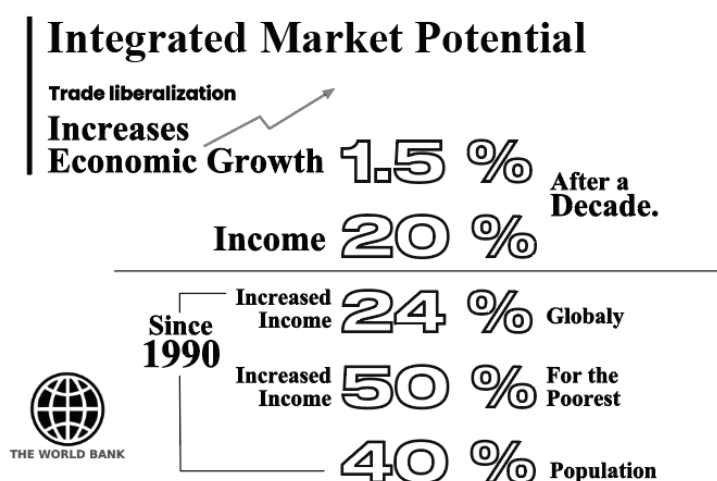 Integrated Market Potential
Trade liberalization
Increases
Economic Growth 1.5 %
After a
Decade.
Income 20 %
Since
1990
Increased
Income 24 % Globaly
Increased
Income 50 % For the
Poorest
40 % Population
THE WORLD BANK